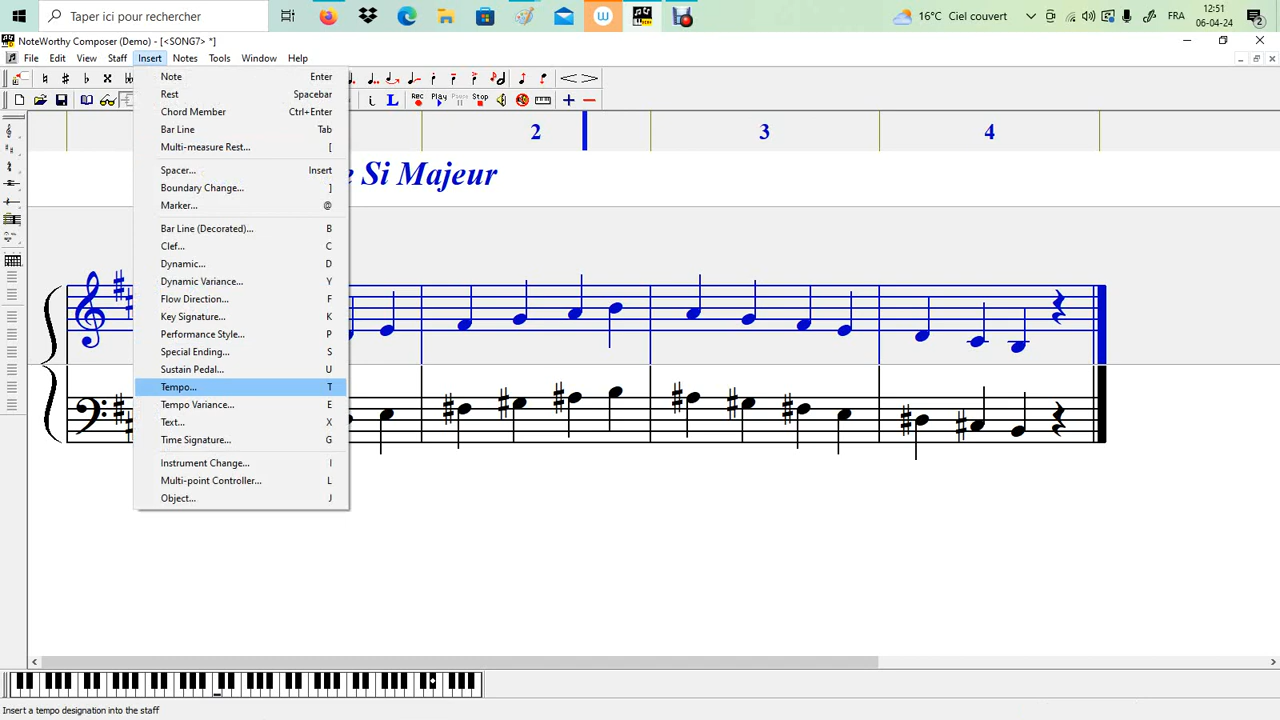 Taper ici pour rechercher
16°C Ciel couvert
FRA
12:51
06-04-24
2
NoteWorthy Composer (Demo) - [<SONG7> *]
File Edit View Staff Insert Notes Tools Window Help
Rec Play Pause Stop
Note Enter
Rest Spacebar
Chord Member Ctrl+Enter
Bar Line Tab
Multi-measure Rest... [
Spacer... Insert
Boundary Change... ]
Marker... @
Bar Line (Decorated)... B
Clef... C
Dynamic... D
Dynamic Variance... Y
Flow Direction... F
Key Signature... K
Performance Style... P
Special Ending... S
Sustain Pedal... U
Tempo... T
Tempo Variance... E
Text... X
Time Signature... G
Instrument Change... I
Multi-point Controller... L
Object... J
2 3 4
e Si Majeur
Insert a tempo designation into the staff